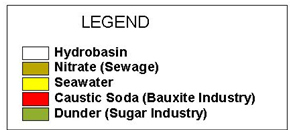 LEGEND
Hydrobasin
Nitrate (Sewage)
Seawater
Caustic Soda (Bauxite Industry)
Dunder (Sugar Industry)